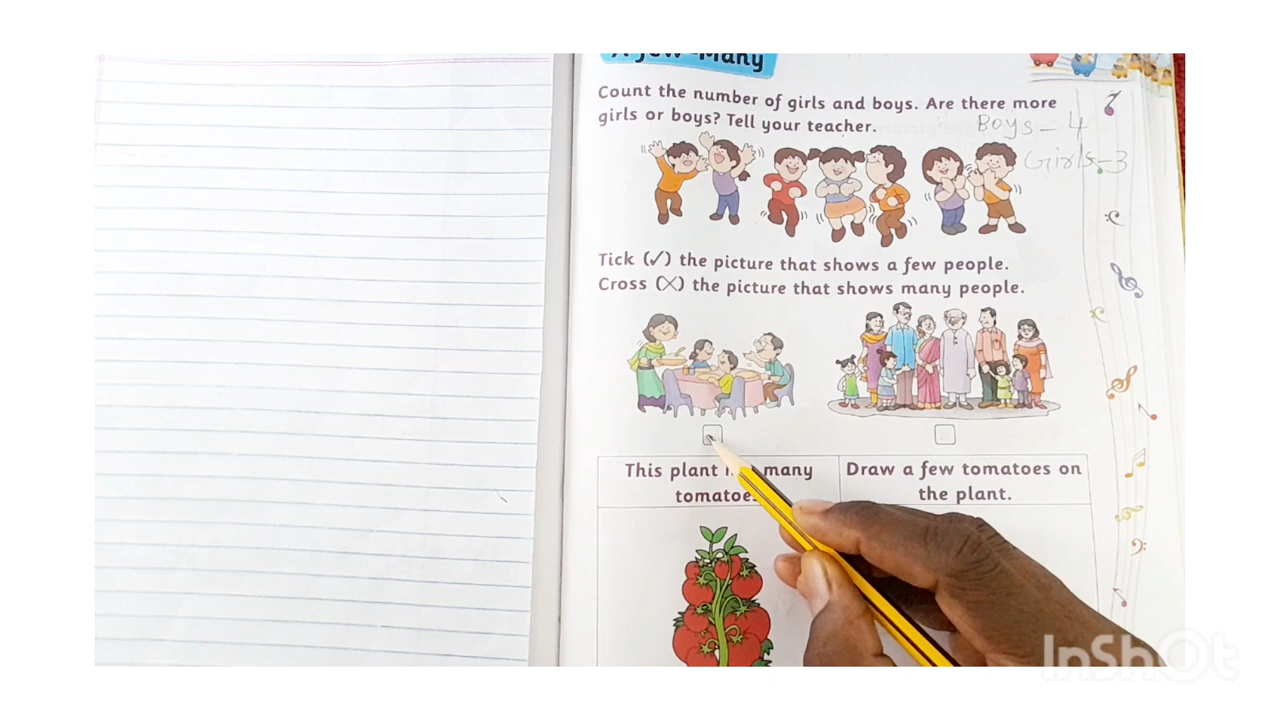 A few-Many
Count the number of girls and boys. Are there more
girls or boys? Tell your teacher.
Boys - 4
Girls - 3
Tick (✓) the picture that shows a few people.
Cross (✕) the picture that shows many people.
This plant many
tomatoes
Draw a few tomatoes on
the plant.
InShOt